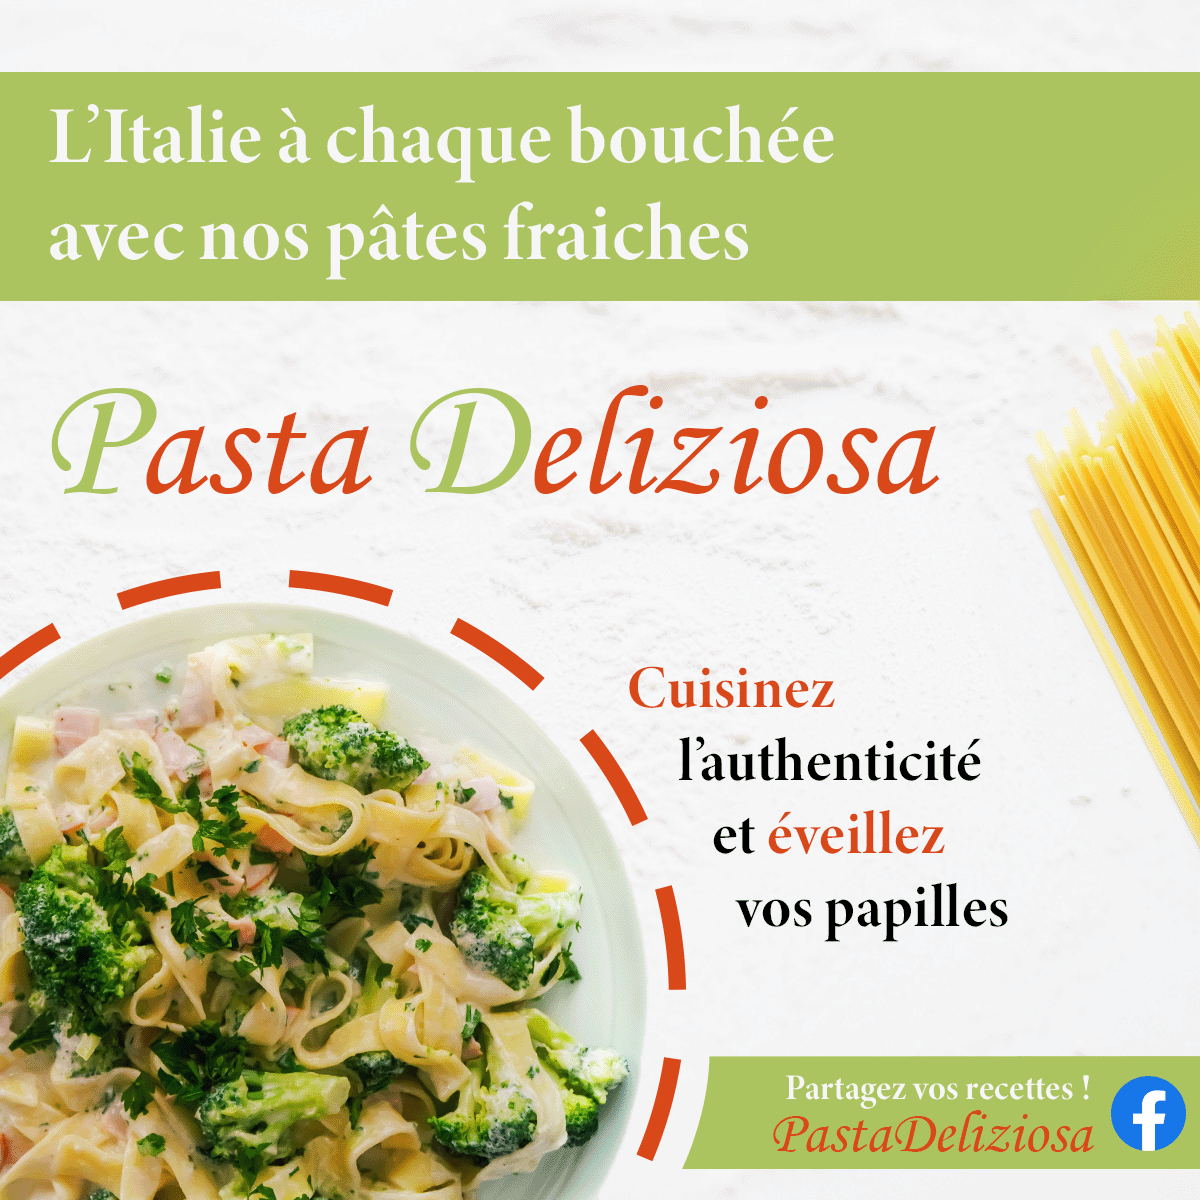 L’Italie à chaque bouchée
avec nos pâtes fraiches
Pasta Deliziosa
Cuisinez
l’authenticité
et éveillez
vos papilles
Partagez vos recettes !
PastaDeliziosa